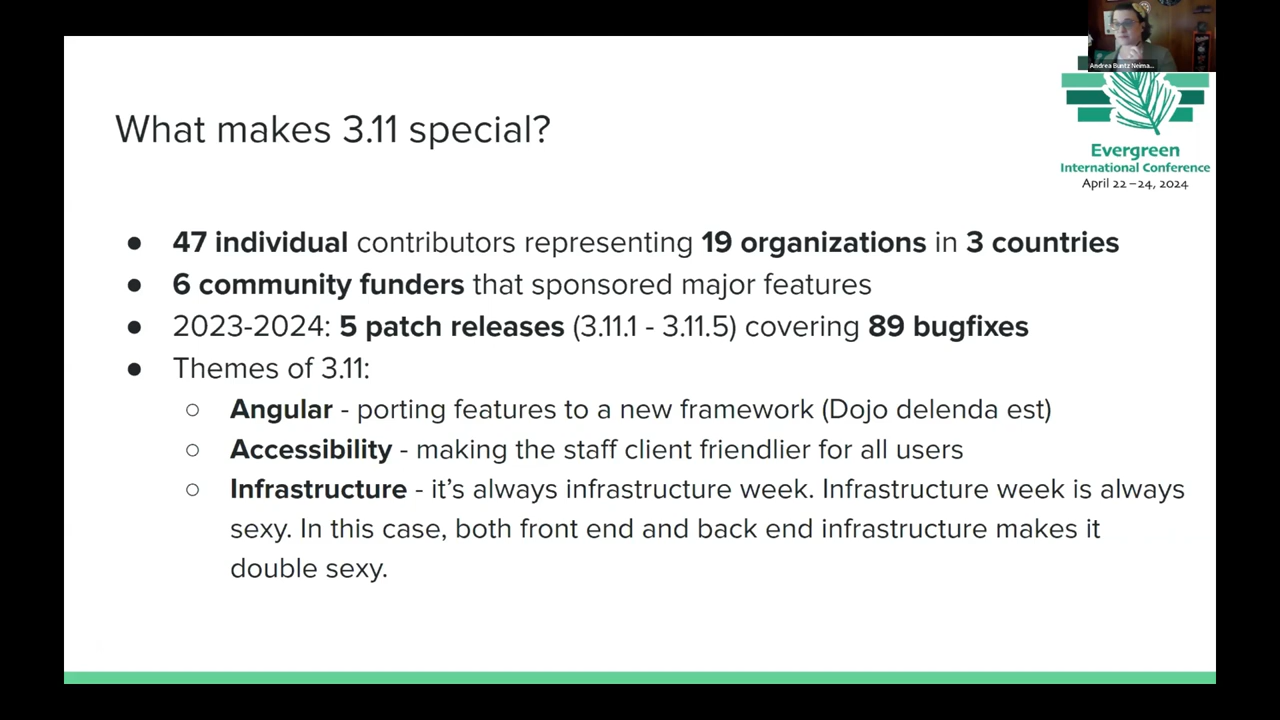 Andrea Buntz Neima...
What makes 3.11 special?
Evergreen
International Conference
April 22–24, 2024
● 47 individual contributors representing 19 organizations in 3 countries
● 6 community funders that sponsored major features
● 2023-2024: 5 patch releases (3.11.1 - 3.11.5) covering 89 bugfixes
● Themes of 3.11:
○ Angular - porting features to a new framework (Dojo delenda est)
○ Accessibility - making the staff client friendlier for all users
○ Infrastructure - it’s always infrastructure week. Infrastructure week is always
sexy. In this case, both front end and back end infrastructure makes it
double sexy.